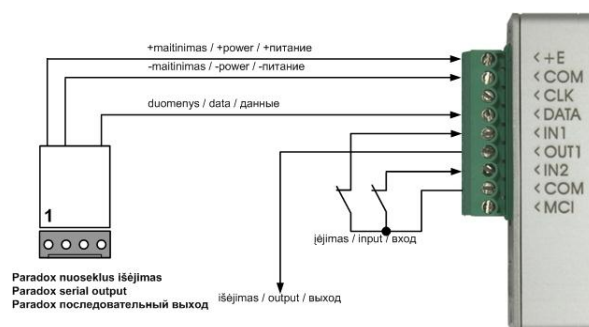 +maitinimas / +power / +питание
-maitinimas / -power / -питание
duomenys / data / данные
<+E
<COM
<CLK
<DATA
<IN1
<OUT1
<IN2
<COM
<MCI
1
įėjimas / input / вход
Paradox nuoseklus išėjimas
Paradox serial output
Paradox последовательный выход
išėjimas / output / выход